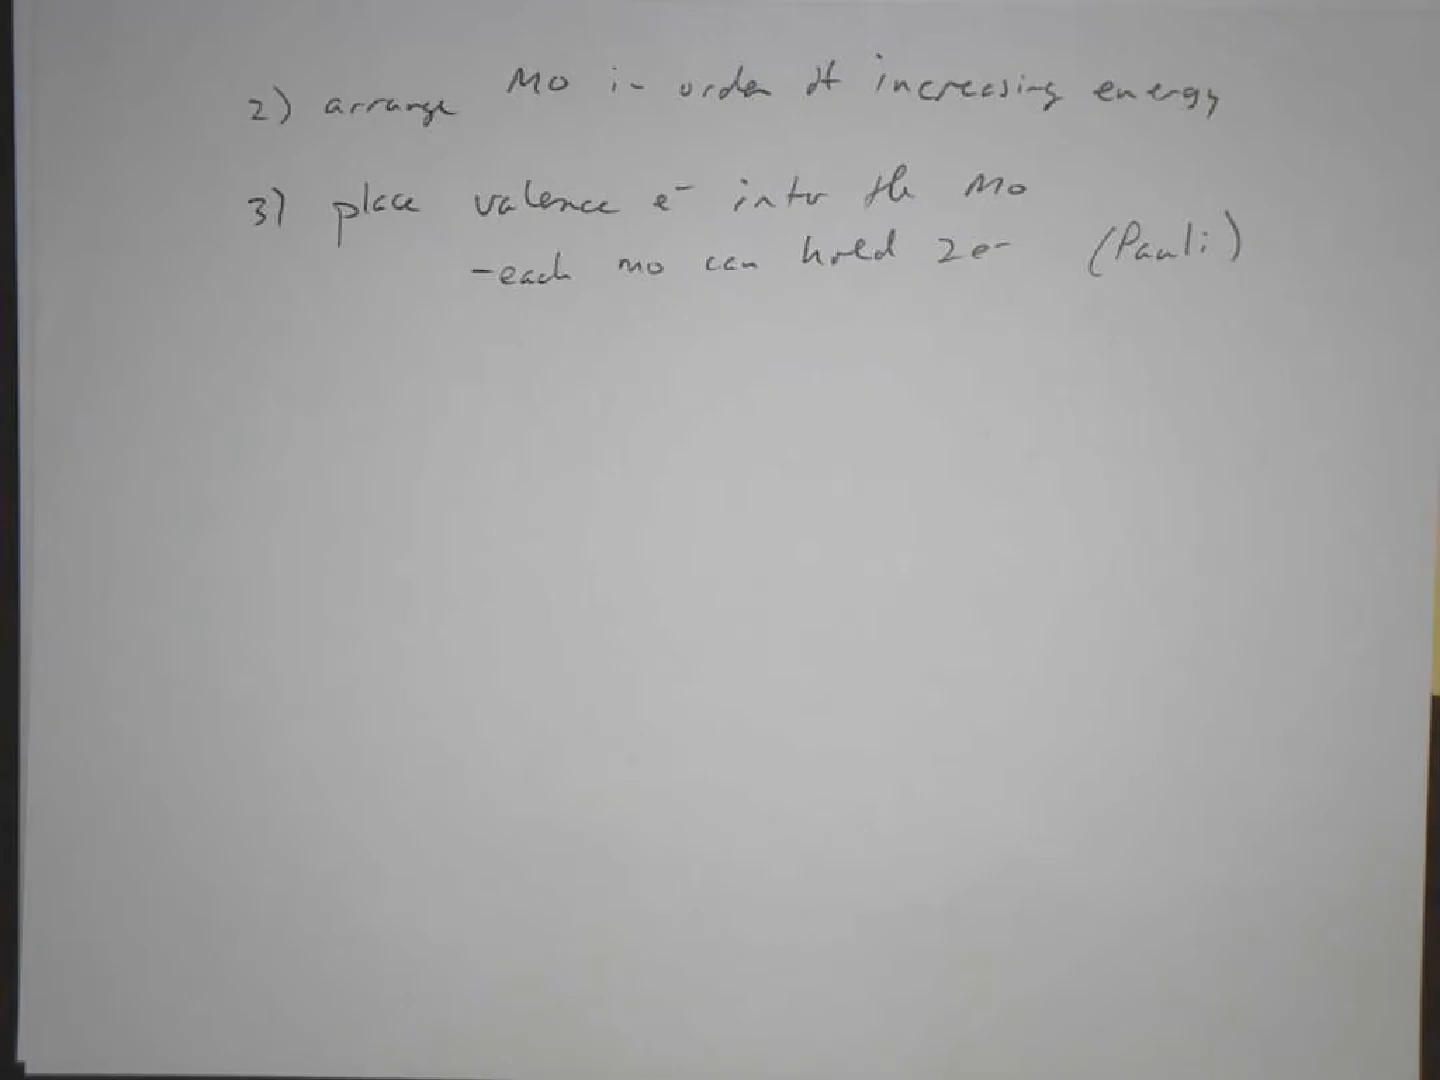 2) arrange MO in order of increasing energy
3) place valence e⁻ into the MO
-each MO can hold 2e⁻ (Pauli)